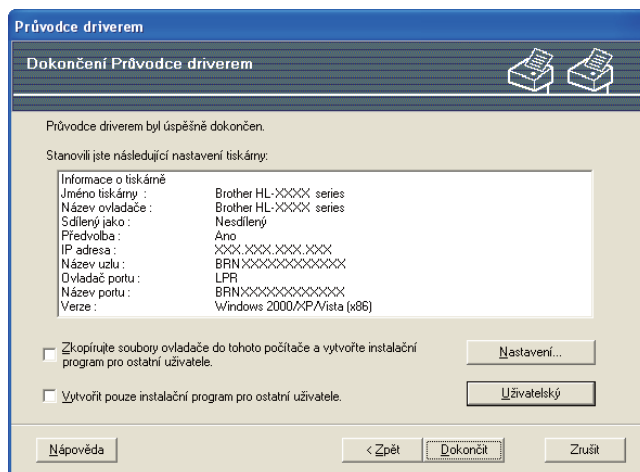 Průvodce driverem
Dokončení Průvodce driverem
Průvodce driverem byl úspěšně dokončen.
Stanovili jste následující nastavení tiskárny:
Informace o tiskárně
Jméno tiskárny : Brother HL-XXXX series
Název ovladače : Brother HL-XXXX series
Sdílený jako : Nesdílený
Předvolba : Ano
IP adresa : XXX.XXX.XXX.XXX
Název uzlu : BRNXXXXXXXXXXXX
Ovladač portu : LPR
Název portu : BRNXXXXXXXXXXXX
Verze : Windows 2000/XP/Vista (x86)
Zkopírujte soubory ovladače do tohoto počítače a vytvořte instalační
program pro ostatní uživatele.
Nastavení...
Vytvořit pouze instalační program pro ostatní uživatele.
Uživatelský
Nápověda
< Zpět
Dokončit
Zrušit